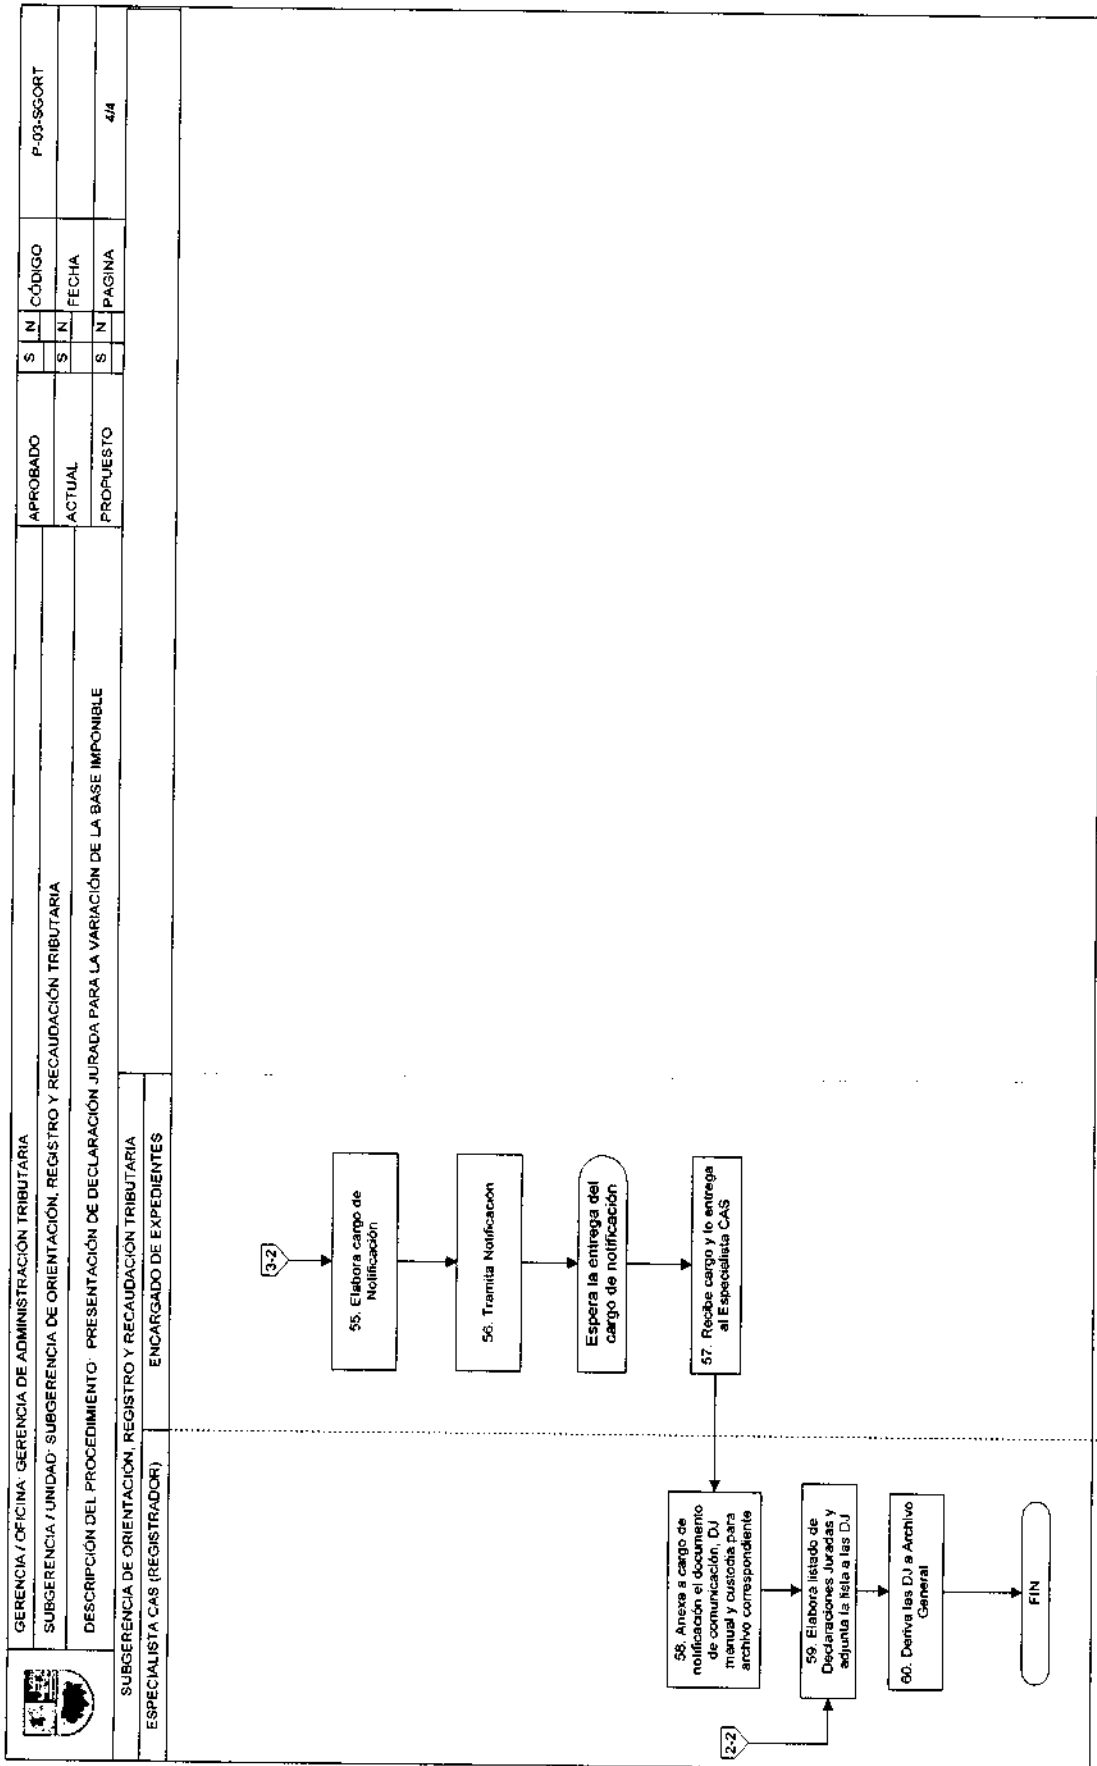 GERENCIA / OFICINA: GERENCIA DE ADMINISTRACIÓN TRIBUTARIA
APROBADO
S N
CÓDIGO
P-03-SGORT
SUBGERENCIA / UNIDAD: SUBGERENCIA DE ORIENTACIÓN, REGISTRO Y RECAUDACIÓN TRIBUTARIA
ACTUAL
S N
FECHA
DESCRIPCIÓN DEL PROCEDIMIENTO: PRESENTACIÓN DE DECLARACIÓN JURADA PARA LA VARIACIÓN DE LA BASE IMPONIBLE
PROPUESTO
S N
PAGINA
4/4
SUBGERENCIA DE ORIENTACIÓN, REGISTRO Y RECAUDACIÓN TRIBUTARIA
ESPECIALISTA CAS (REGISTRADOR)
ENCARGADO DE EXPEDIENTES
3-2
55. Elabora cargo de
Notificación
56. Tramita Notificación
Espera la entrega del
cargo de notificación
57. Recibe cargo y lo entrega
al Especialista CAS
58. Anexa a cargo de
notificación el documento
de comunicación, DJ
manual y custodia para
archivo correspondiente
2-2
59. Elabora listado de
Declaraciones Juradas y
adjunta la lista a las DJ
60. Deriva las DJ a Archivo
General
FIN